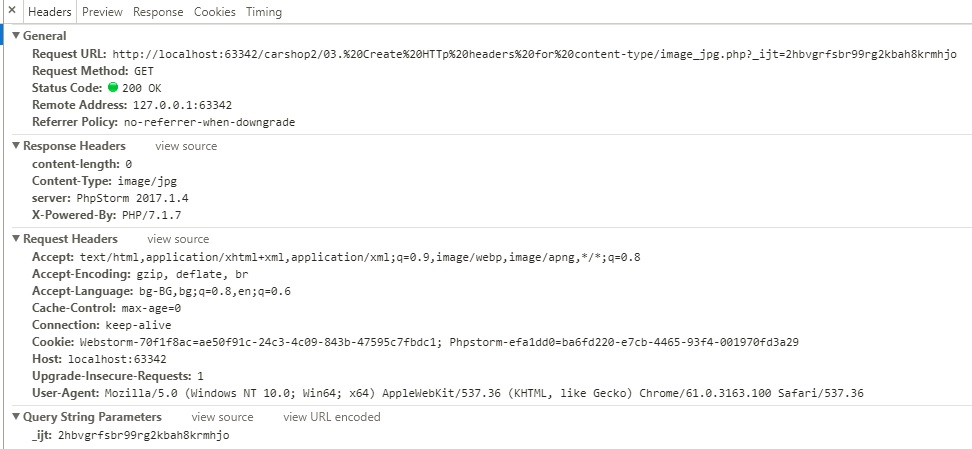 × Headers Preview Response Cookies Timing
▼ General
Request URL: http://localhost:63342/carshop2/03.%20Create%20HTTp%20headers%20for%20content-type/image_jpg.php?_ijt=2hbvgrfsbr99rg2kbah8krmhjo
Request Method: GET
Status Code: 200 OK
Remote Address: 127.0.0.1:63342
Referrer Policy: no-referrer-when-downgrade
▼ Response Headers view source
content-length: 0
Content-Type: image/jpg
server: PhpStorm 2017.1.4
X-Powered-By: PHP/7.1.7
▼ Request Headers view source
Accept: text/html,application/xhtml+xml,application/xml;q=0.9,image/webp,image/apng,*/*;q=0.8
Accept-Encoding: gzip, deflate, br
Accept-Language: bg-BG,bg;q=0.8,en;q=0.6
Cache-Control: max-age=0
Connection: keep-alive
Cookie: Webstorm-70f1f8ac=ae50f91c-24c3-4c09-843b-47595c7fbdc1; Phpstorm-efa1dd0=ba6fd220-e7cb-4465-93f4-001970fd3a29
Host: localhost:63342
Upgrade-Insecure-Requests: 1
User-Agent: Mozilla/5.0 (Windows NT 10.0; Win64; x64) AppleWebKit/537.36 (KHTML, like Gecko) Chrome/61.0.3163.100 Safari/537.36
▼ Query String Parameters view source view URL encoded
_ijt: 2hbvgrfsbr99rg2kbah8krmhjo